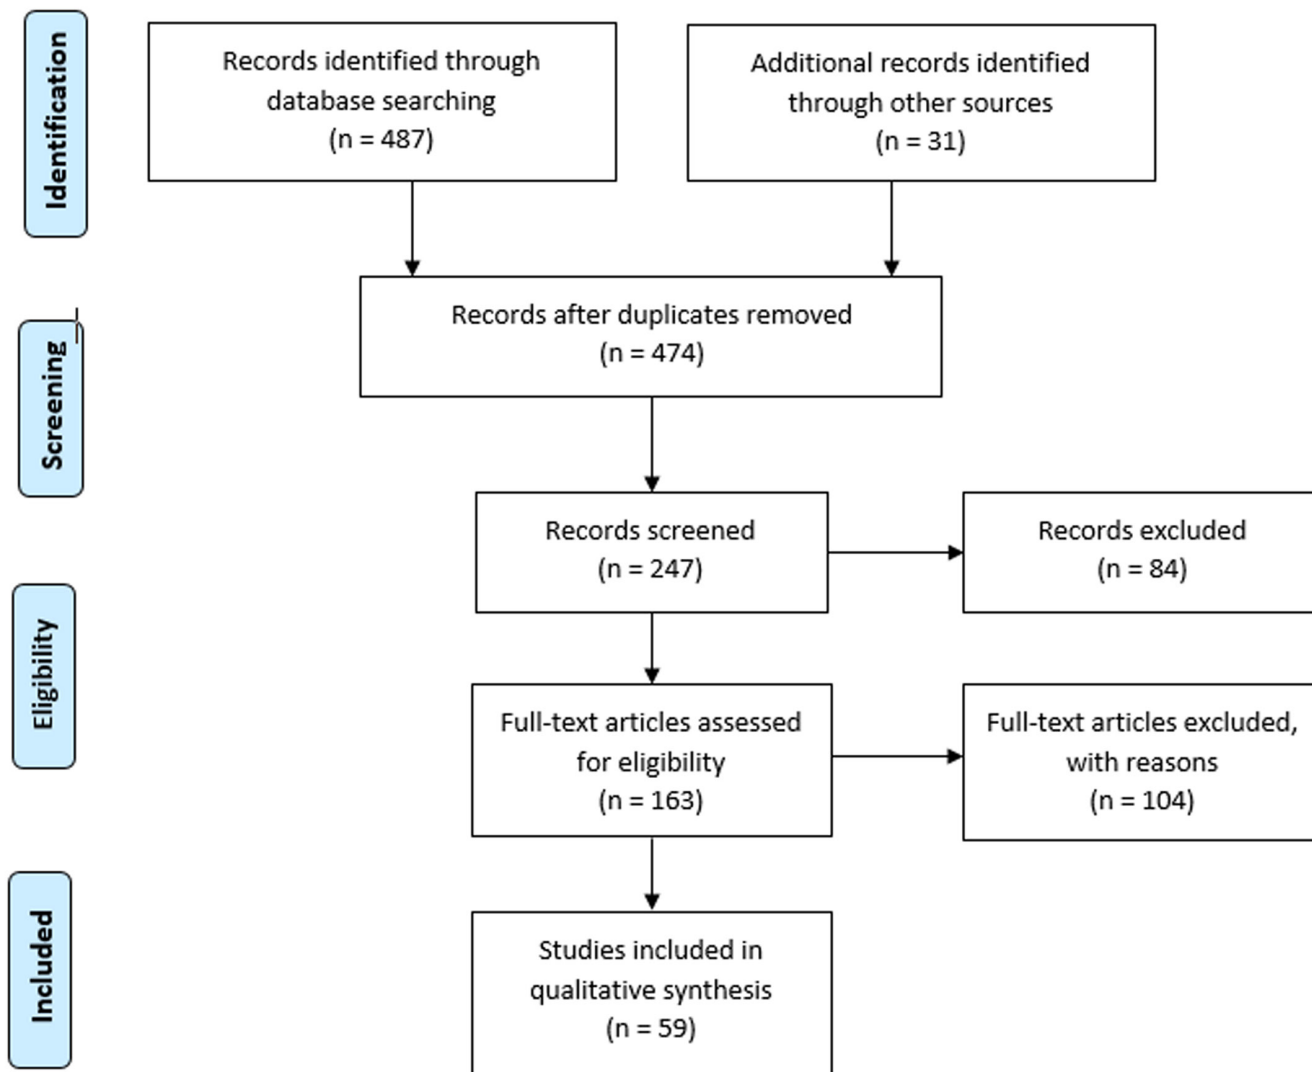 Identification
Records identified through
database searching
(n = 487)
Additional records identified
through other sources
(n = 31)
Screening
Records after duplicates removed
(n = 474)
Records screened
(n = 247)
Records excluded
(n = 84)
Eligibility
Full-text articles assessed
for eligibility
(n = 163)
Full-text articles excluded,
with reasons
(n = 104)
Included
Studies included in
qualitative synthesis
(n = 59)